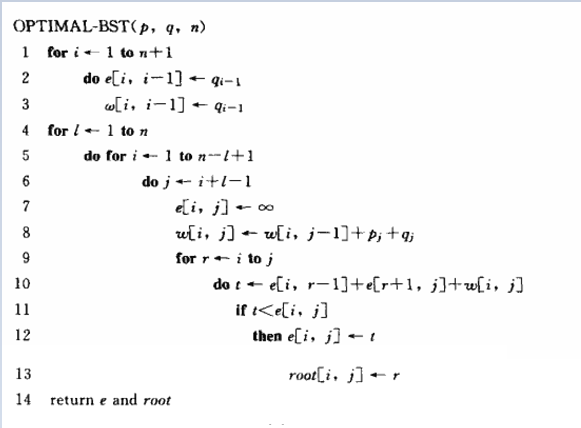 OPTIMAL-BST(p, q, n)
1 for i ← 1 to n+1
2 do e[i, i−1] ← qᵢ₋₁
3 ω[i, i−1] ← qᵢ₋₁
4 for l ← 1 to n
5 do for i ← 1 to n−l+1
6 do j ← i+l−1
7 e[i, j] ← ∞
8 w[i, j] ← w[i, j−1]+pⱼ+qⱼ
9 for r ← i to j
10 do t ← e[i, r−1]+e[r+1, j]+w[i, j]
11 if t<e[i, j]
12 then e[i, j] ← t
13 root[i, j] ← r
14 return e and root